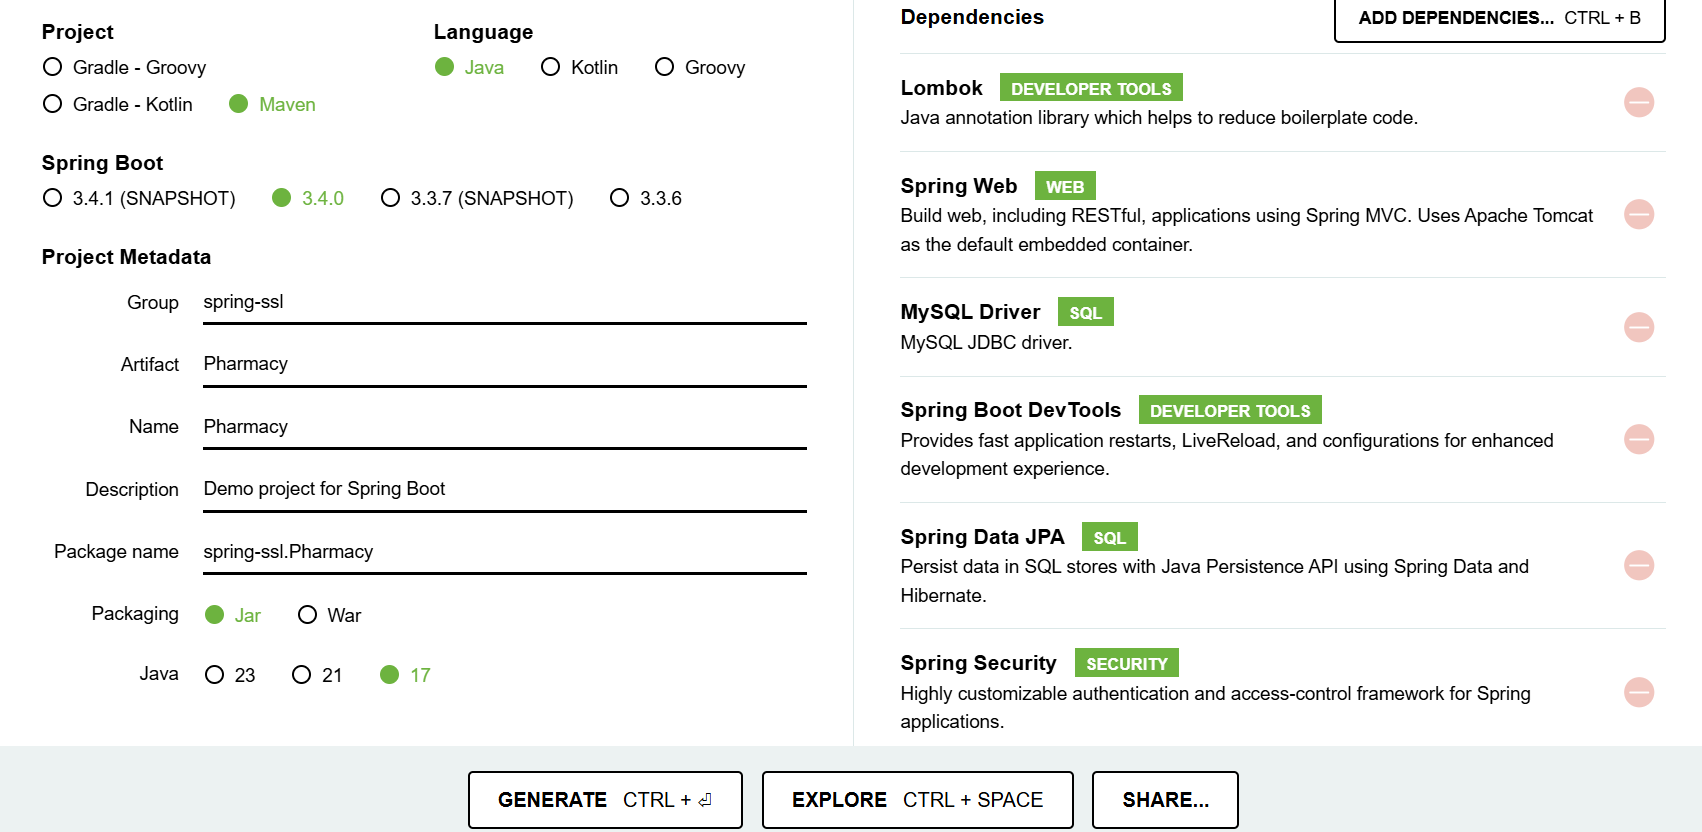 Project
Gradle - Groovy
Gradle - Kotlin Maven
Language
Java Kotlin Groovy
Spring Boot
3.4.1 (SNAPSHOT) 3.4.0 3.3.7 (SNAPSHOT) 3.3.6
Project Metadata
Group spring-ssl
Artifact Pharmacy
Name Pharmacy
Description Demo project for Spring Boot
Package name spring-ssl.Pharmacy
Packaging Jar War
Java 23 21 17
Dependencies ADD DEPENDENCIES... CTRL + B
Lombok DEVELOPER TOOLS
Java annotation library which helps to reduce boilerplate code.
Spring Web WEB
Build web, including RESTful, applications using Spring MVC. Uses Apache Tomcat
as the default embedded container.
MySQL Driver SQL
MySQL JDBC driver.
Spring Boot DevTools DEVELOPER TOOLS
Provides fast application restarts, LiveReload, and configurations for enhanced
development experience.
Spring Data JPA SQL
Persist data in SQL stores with Java Persistence API using Spring Data and
Hibernate.
Spring Security SECURITY
Highly customizable authentication and access-control framework for Spring
applications.
GENERATE CTRL + ⏎ EXPLORE CTRL + SPACE SHARE...